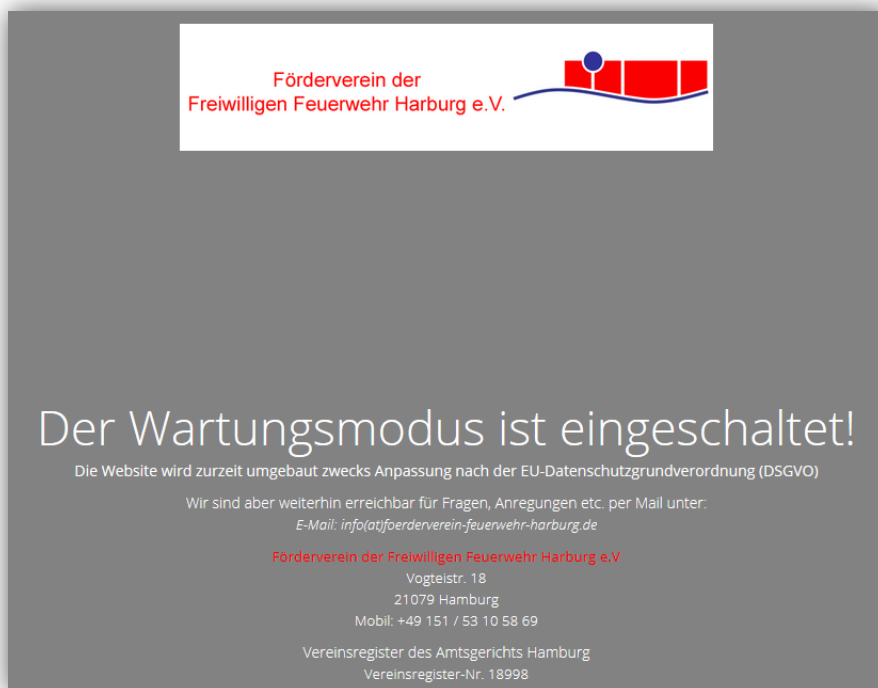 Förderverein der
Freiwilligen Feuerwehr Harburg e.V.
Der Wartungsmodus ist eingeschaltet!
Die Website wird zurzeit umgebaut zwecks Anpassung nach der EU-Datenschutzgrundverordnung (DSGVO)
Wir sind aber weiterhin erreichbar für Fragen, Anregungen etc. per Mail unter:
E-Mail: info(at)foerderverein-feuerwehr-harburg.de
Förderverein der Freiwilligen Feuerwehr Harburg e.V
Vogteistr. 18
21079 Hamburg
Mobil: +49 151 / 53 10 58 69
Vereinsregister des Amtsgerichts Hamburg
Vereinsregister-Nr. 18998